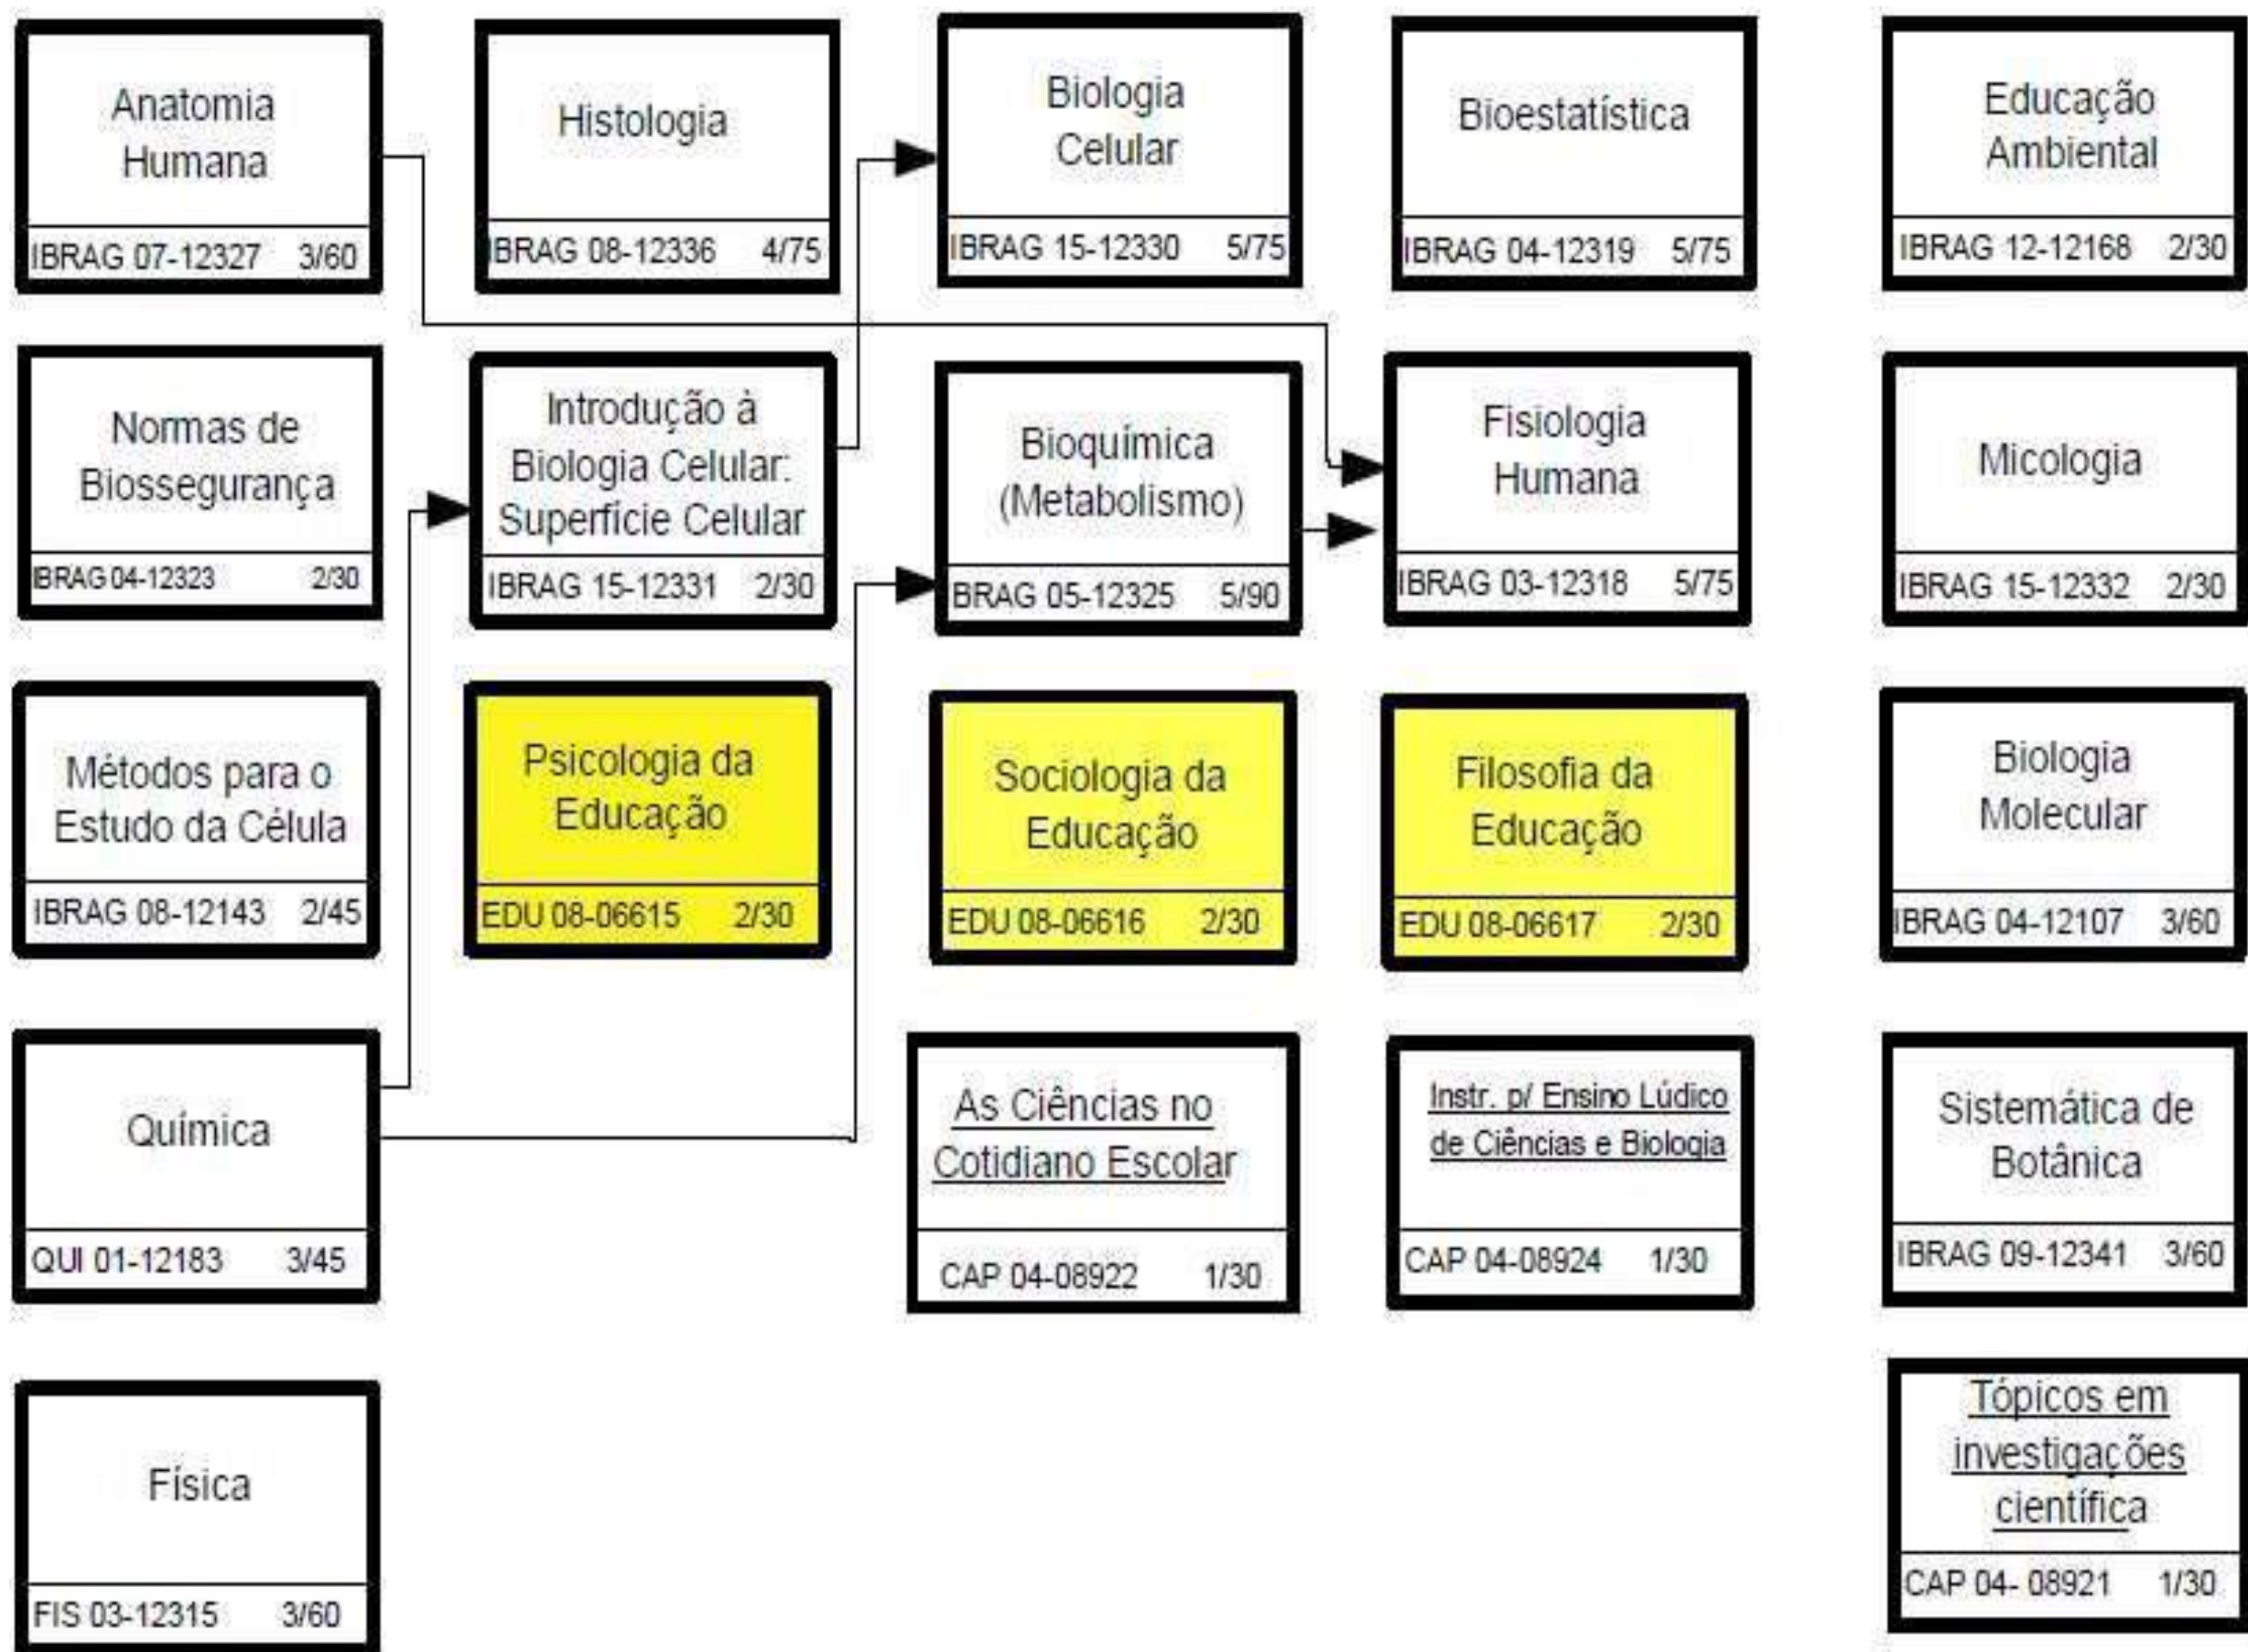 Anatomia
Humana
IBRAG 07-12327 3/60
Histologia
IBRAG 08-12336 4/75
Biologia
Celular
IBRAG 15-12330 5/75
Bioestatística
IBRAG 04-12319 5/75
Educação
Ambiental
IBRAG 12-12168 2/30
Normas de
Biossegurança
IBRAG 04-12323 2/30
Introdução à
Biologia Celular:
Superfície Celular
IBRAG 15-12331 2/30
Bioquímica
(Metabolismo)
BRAG 05-12325 5/90
Fisiologia
Humana
IBRAG 03-12318 5/75
Micologia
IBRAG 15-12332 2/30
Métodos para o
Estudo da Célula
IBRAG 08-12143 2/45
Psicologia da
Educação
EDU 08-06615 2/30
Sociologia da
Educação
EDU 08-06616 2/30
Filosofia da
Educação
EDU 08-06617 2/30
Biologia
Molecular
IBRAG 04-12107 3/60
Química
QUI 01-12183 3/45
As Ciências no
Cotidiano Escolar
CAP 04-08922 1/30
Instr. p/ Ensino Lúdico
de Ciências e Biologia
CAP 04-08924 1/30
Sistemática de
Botânica
IBRAG 09-12341 3/60
Física
FIS 03-12315 3/60
Tópicos em
investigações
científica
CAP 04- 08921 1/30